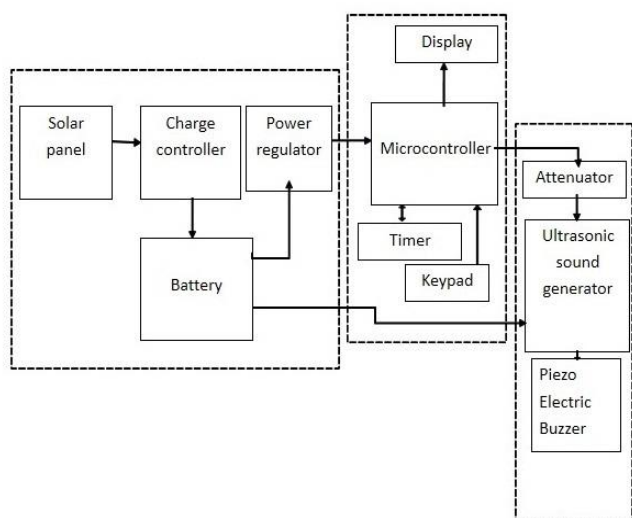 Display
Solar
panel
Charge
controller
Power
regulator
Microcontroller
Attenuator
Timer
Keypad
Battery
Ultrasonic
sound
generator
Piezo
Electric
Buzzer